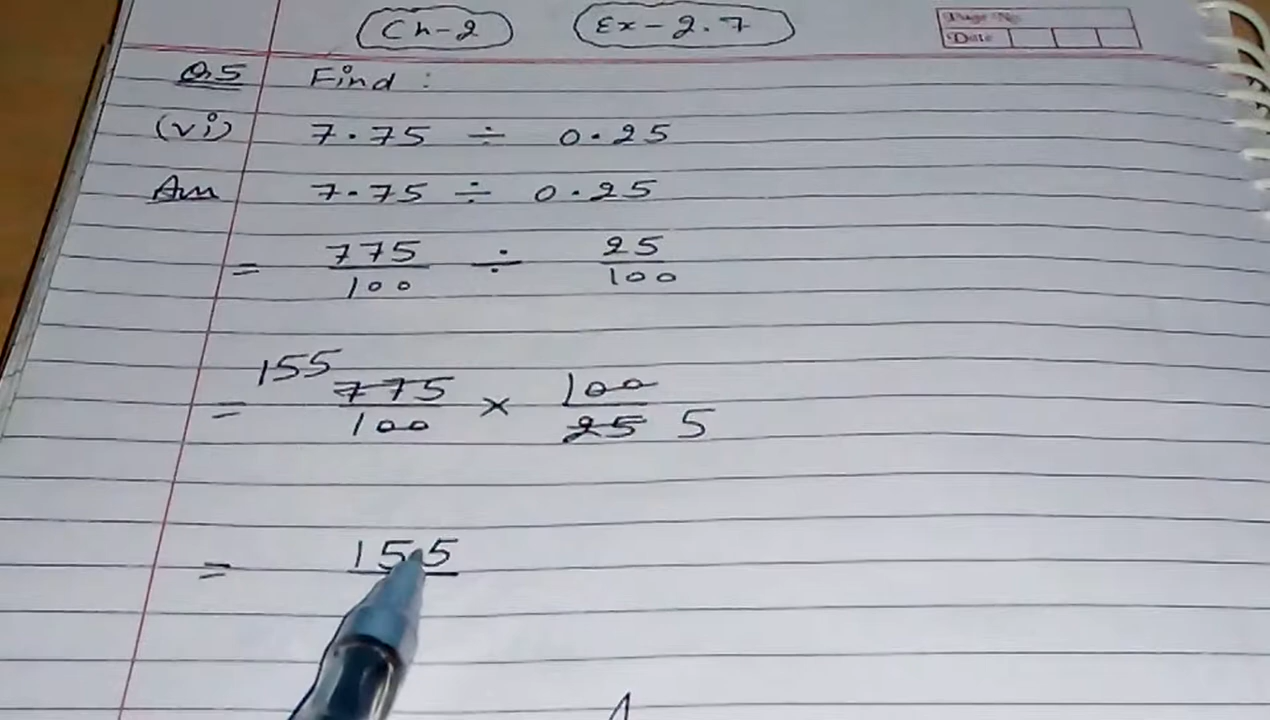 Ch-2 Ex-2.7 Page No.
Date
Q.5 Find :
(vi) 7.75 ÷ 0.25
Ans 7.75 ÷ 0.25
= 775/100 ÷ 25/100
= 155 775/100 × 100/25 5
= 155